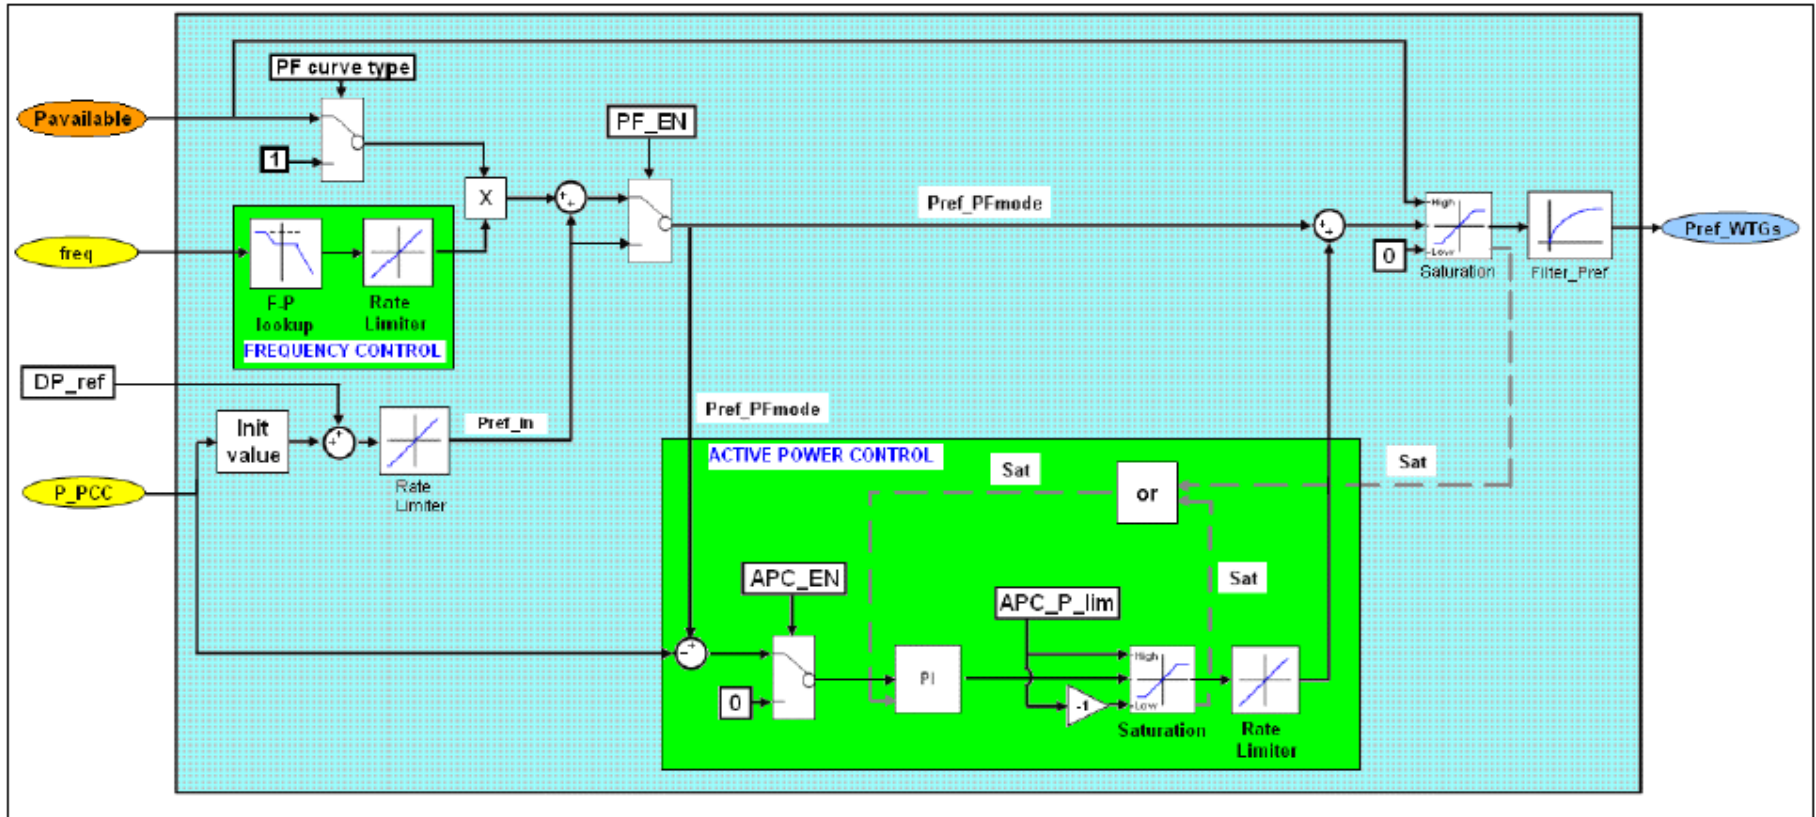 PF curve type
Pavailable
1
PF_EN
X
Pref_PFmode
High
Low
0
Saturation
Filter_Pref
Pref_WTGs
freq
F-P
lookup
Rate
Limiter
FREQUENCY CONTROL
DP_ref
Init
value
Pref_in
Rate
Limiter
P_PCC
Pref_PFmode
ACTIVE POWER CONTROL
Sat
or
Sat
Sat
APC_EN
APC_P_lim
0
PI
-1
High
Low
Saturation
Rate
Limiter